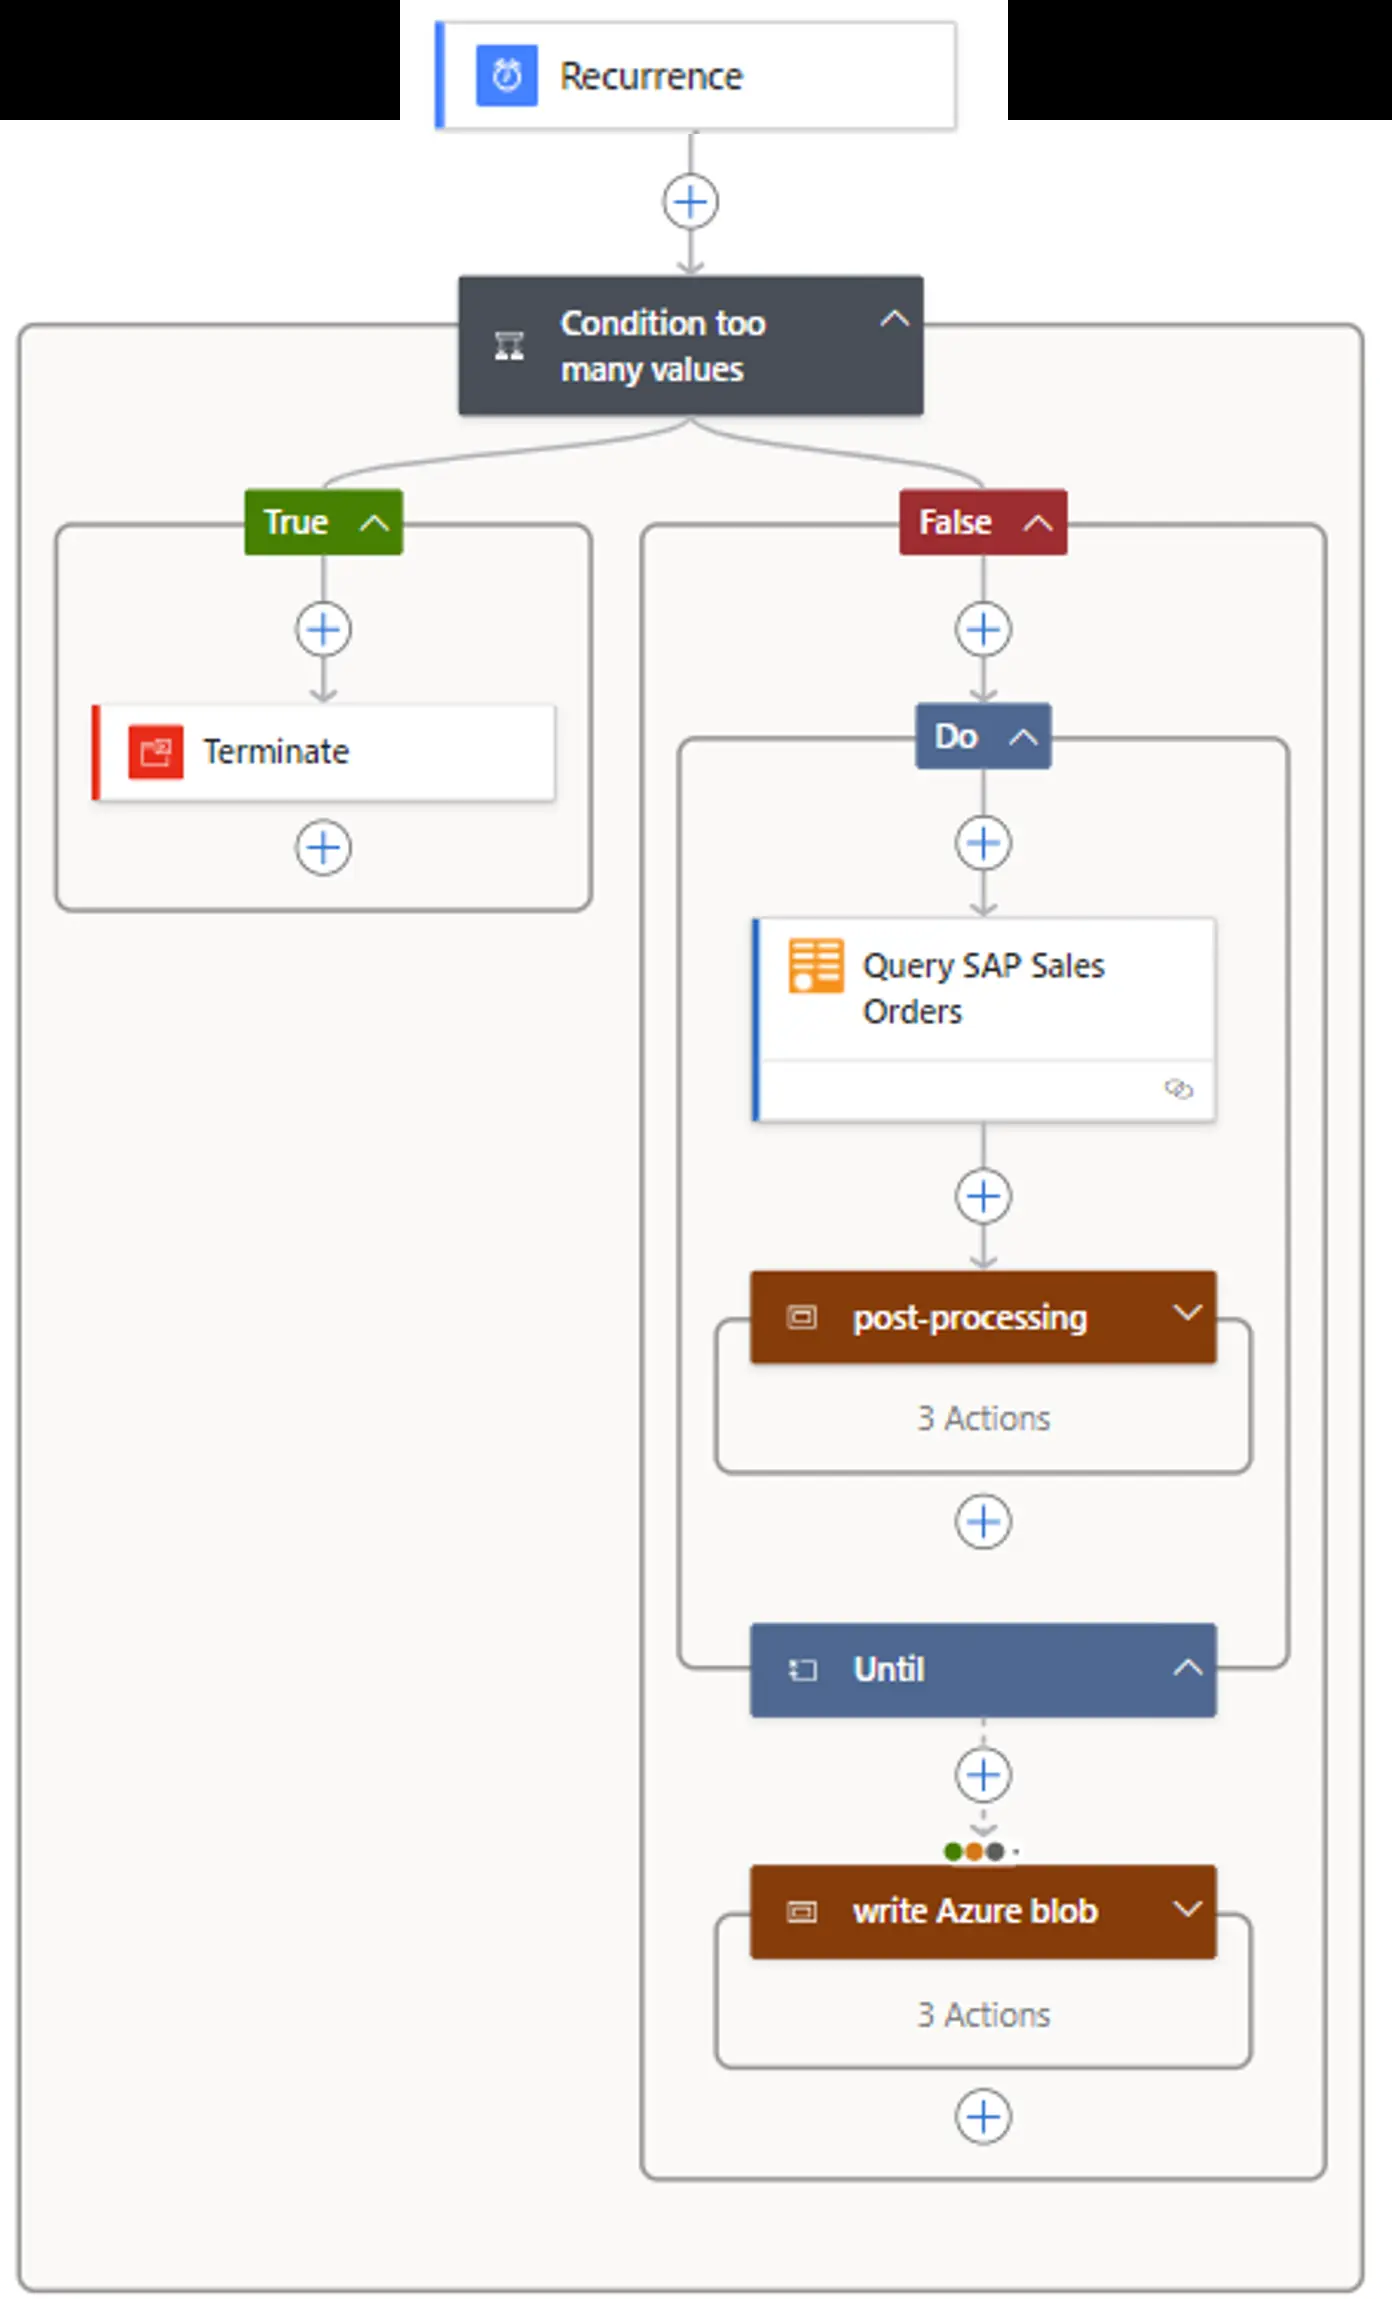 Recurrence
Condition too
many values
True
False
Terminate
Do
Query SAP Sales
Orders
post-processing
3 Actions
Until
write Azure blob
3 Actions